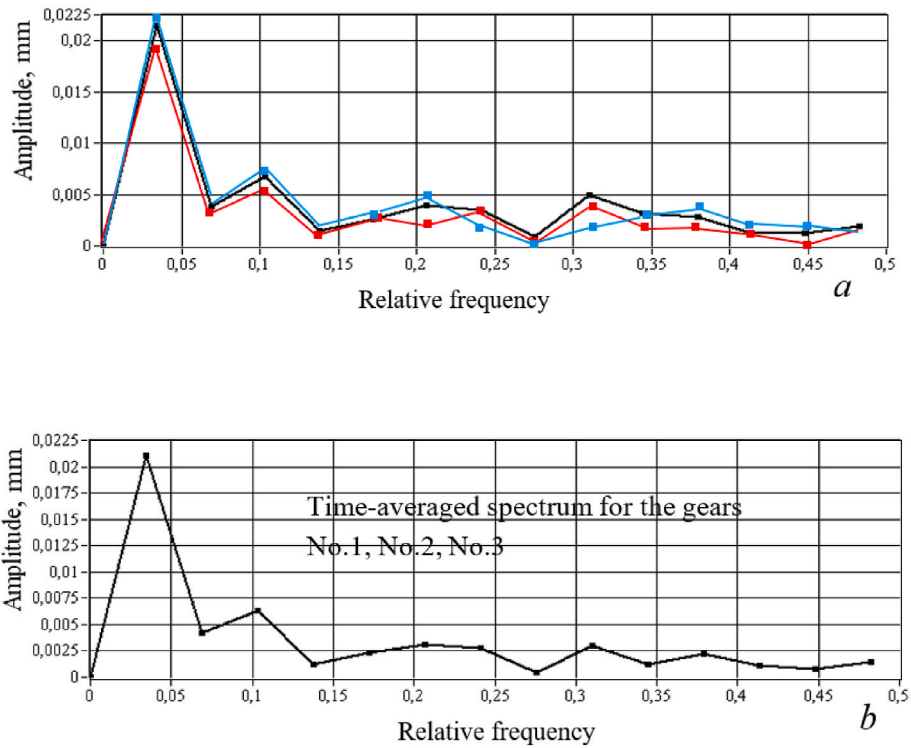 0,0225
0,02
0,015
0,01
0,005
0
Amplitude, mm
0 0,05 0,1 0,15 0,2 0,25 0,3 0,35 0,4 0,45 0,5
Relative frequency
a
0,0225
0,02
0,0175
0,015
0,0125
0,01
0,0075
0,005
0,0025
0
Amplitude, mm
Time-averaged spectrum for the gears
No.1, No.2, No.3
0 0,05 0,1 0,15 0,2 0,25 0,3 0,35 0,4 0,45 0,5
Relative frequency
b